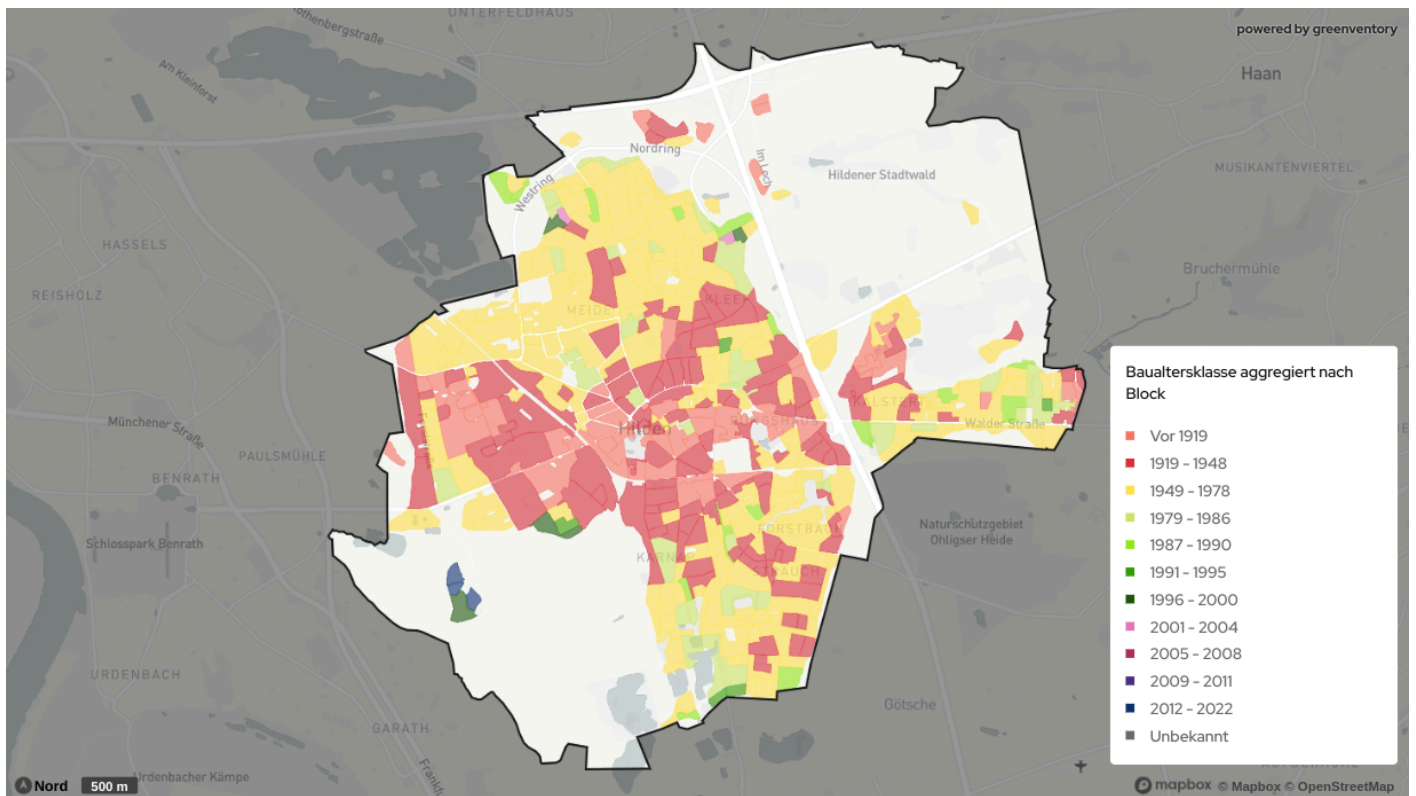 UNTERFELDHAUS
Rothenbergstraße
powered by greenventory
Am Kleinforst
Haan
Nordring
Im Loch
MUSIKANTENVIERTEL
Hildener Stadtwald
Westring
HASSELS
Bruchermühle
REISHOLZ
MEIDE
Baualtersklasse aggregiert nach
Block
Vor 1919
1919 - 1948
1949 - 1978
1979 - 1986
1987 - 1990
1991 - 1995
1996 - 2000
2001 - 2004
2005 - 2008
2009 - 2011
2012 - 2022
Unbekannt
KALSTERT
Walder Straße
Münchener Straße
Hilden
BUNGSHAUS
PAULSMÜHLE
BENRATH
Schlosspark Benrath
FORSTBACH
Naturschutzgebiet
Ohligser Heide
KARNAP
STRAUCH
URDENBACH
Götsche
GARATH
Urdenbacher Kämpe
Nord
500 m
mapbox
© Mapbox © OpenStreetMap